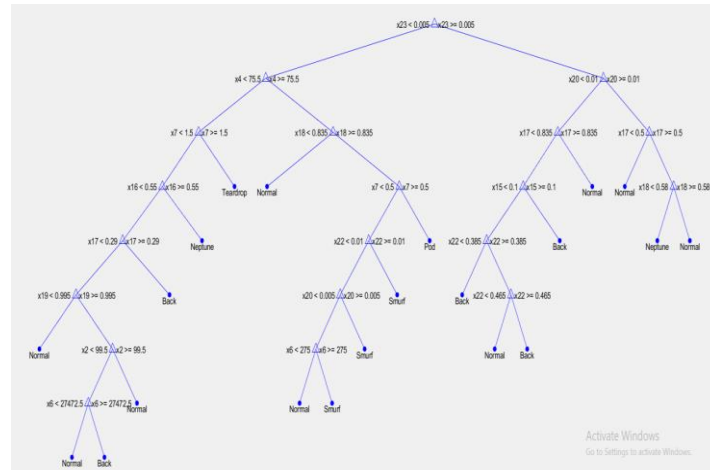 x23 < 0.005 x23 >= 0.005
x4 < 75.5 x4 >= 75.5
x20 < 0.01 x20 >= 0.01
x7 < 1.5 x7 >= 1.5
x18 < 0.835 x18 >= 0.835
x17 < 0.835 x17 >= 0.835
x17 < 0.5 x17 >= 0.5
x16 < 0.55 x16 >= 0.55
Teardrop
Normal
x7 < 0.5 x7 >= 0.5
x15 < 0.1 x15 >= 0.1
Normal
Normal
x18 < 0.58 x18 >= 0.58
x17 < 0.29 x17 >= 0.29
Neptune
x22 < 0.01 x22 >= 0.01
Pod
x22 < 0.385 x22 >= 0.385
Back
Neptune
Normal
x19 < 0.995 x19 >= 0.995
Back
x20 < 0.005 x20 >= 0.005
Smurf
Back
x22 < 0.465 x22 >= 0.465
Normal
x2 < 99.5 x2 >= 99.5
x6 < 275 x6 >= 275
Smurf
Normal
Back
x6 < 27472.5 x6 >= 27472.5
Normal
Normal
Smurf
Normal
Back
Activate Windows
Go to Settings to activate Windows.